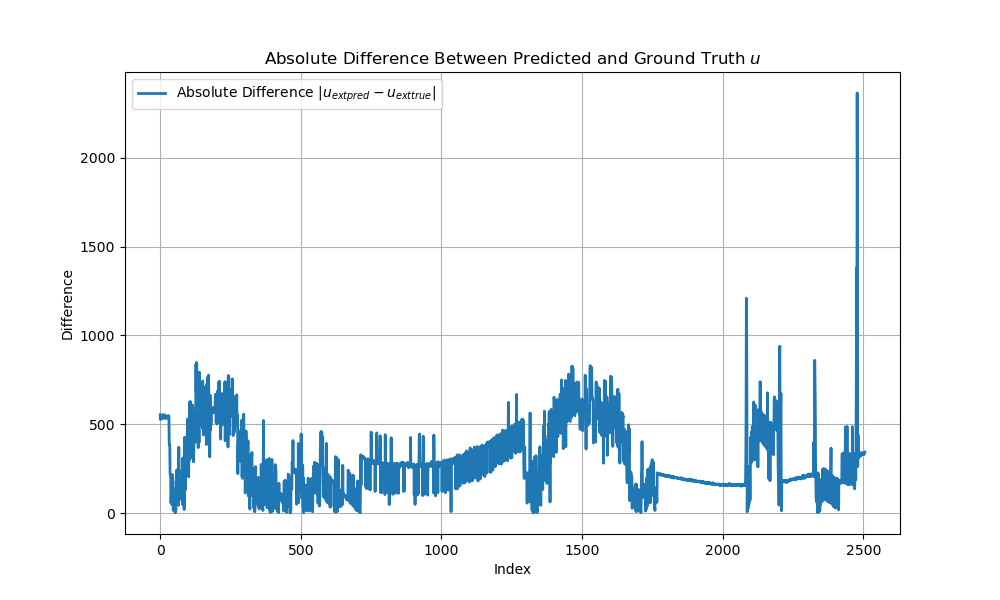 Absolute Difference Between Predicted and Ground Truth u
Absolute Difference |u_extpred − u_exttrue|
Difference
2000
1500
1000
500
0
0
500
1000
1500
2000
2500
Index